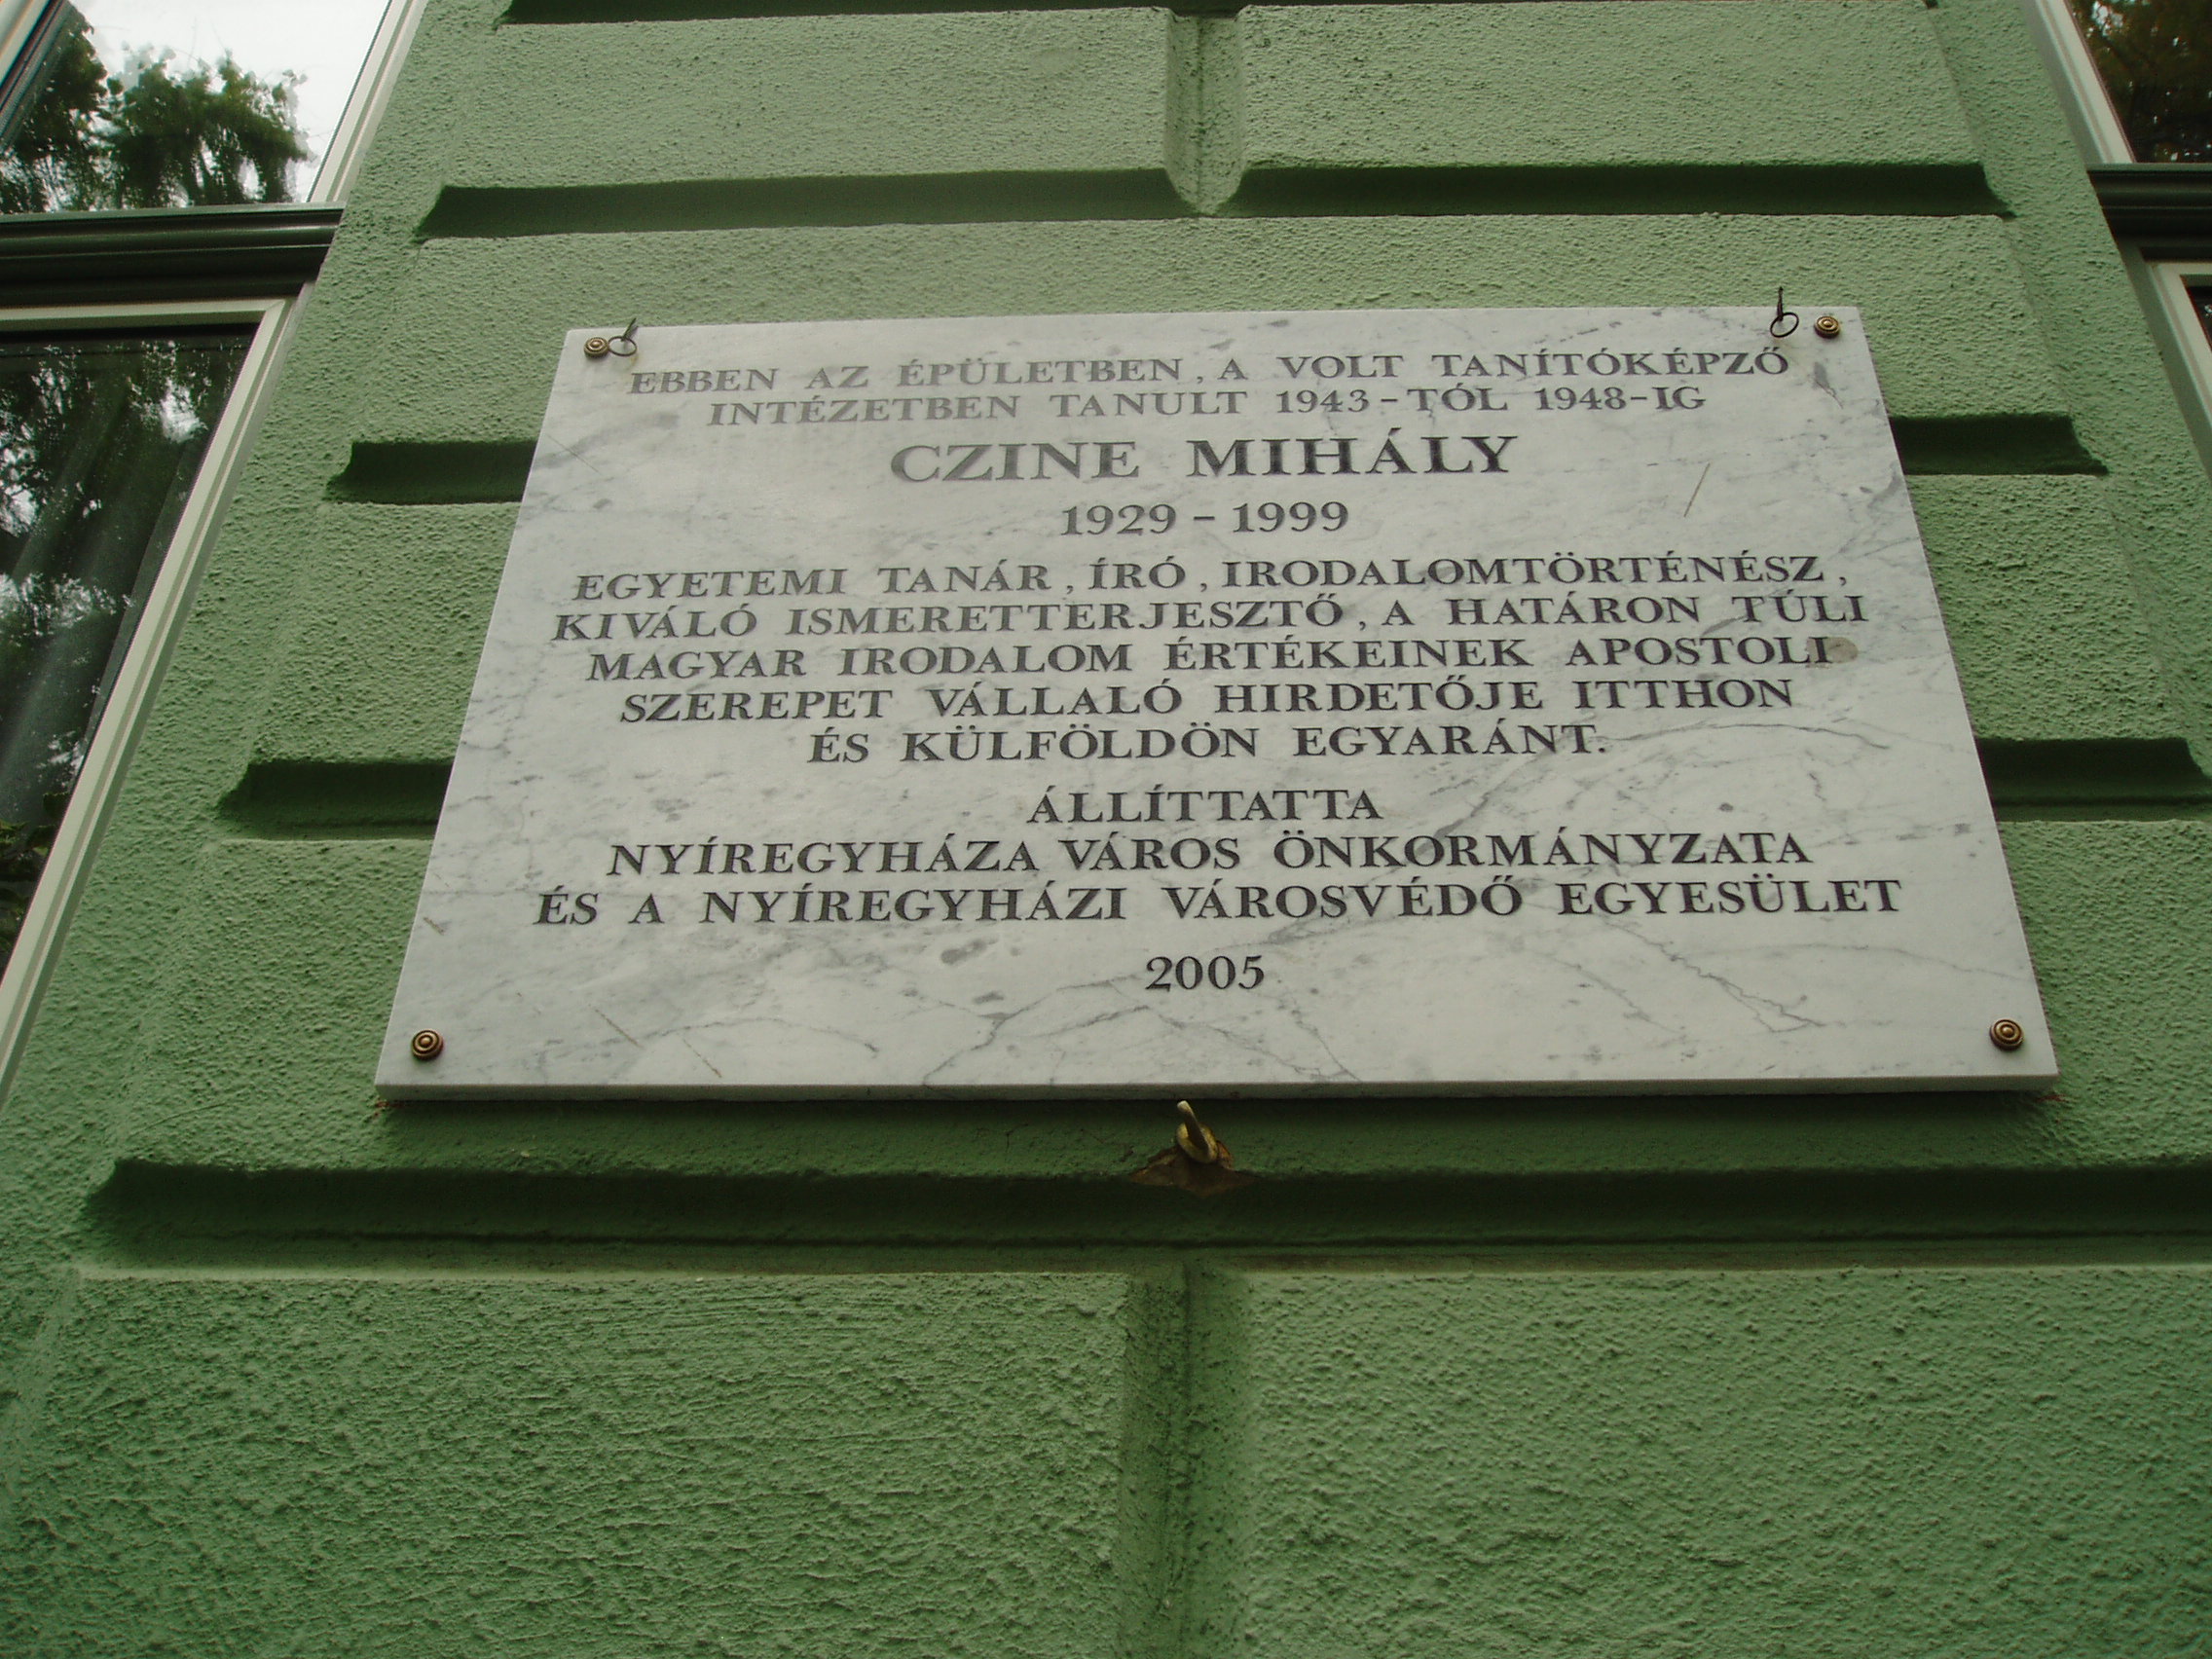 EBBEN AZ ÉPÜLETBEN, A VOLT TANÍTÓKÉPZŐ
INTÉZETBEN TANULT 1943-TÓL 1948-IG
CZINE MIHÁLY
1929 - 1999
EGYETEMI TANÁR, ÍRÓ, IRODALOMTÖRTÉNÉSZ,
KIVÁLÓ ISMERETTERJESZTŐ, A HATÁRON TÚLI
MAGYAR IRODALOM ÉRTÉKEINEK APOSTOLI
SZEREPET VÁLLALÓ HIRDETŐJE ITTHON
ÉS KÜLFÖLDÖN EGYARÁNT.
ÁLLÍTTATTA
NYÍREGYHÁZA VÁROS ÖNKORMÁNYZATA
ÉS A NYÍREGYHÁZI VÁROSVÉDŐ EGYESÜLET
2005